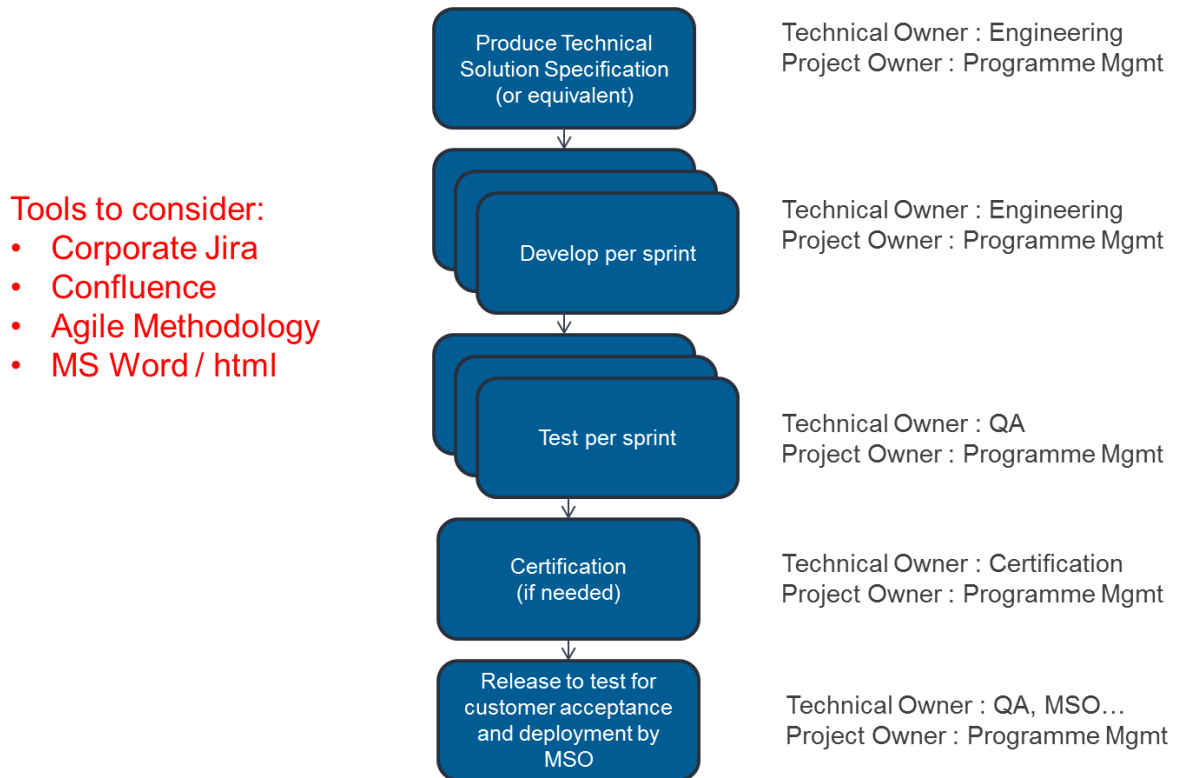 Produce Technical
Solution Specification
(or equivalent)
Technical Owner : Engineering
Project Owner : Programme Mgmt
Tools to consider:
• Corporate Jira
• Confluence
• Agile Methodology
• MS Word / html
Develop per sprint
Technical Owner : Engineering
Project Owner : Programme Mgmt
Test per sprint
Technical Owner : QA
Project Owner : Programme Mgmt
Certification
(if needed)
Technical Owner : Certification
Project Owner : Programme Mgmt
Release to test for
customer acceptance
and deployment by
MSO
Technical Owner : QA, MSO…
Project Owner : Programme Mgmt